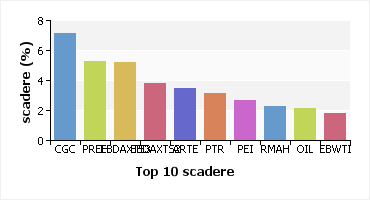 8
6
4
2
0
scadere (%)
CGC
ARTE
PTR
PEI
RMAH
OIL
EBWTI
Top 10 scadere